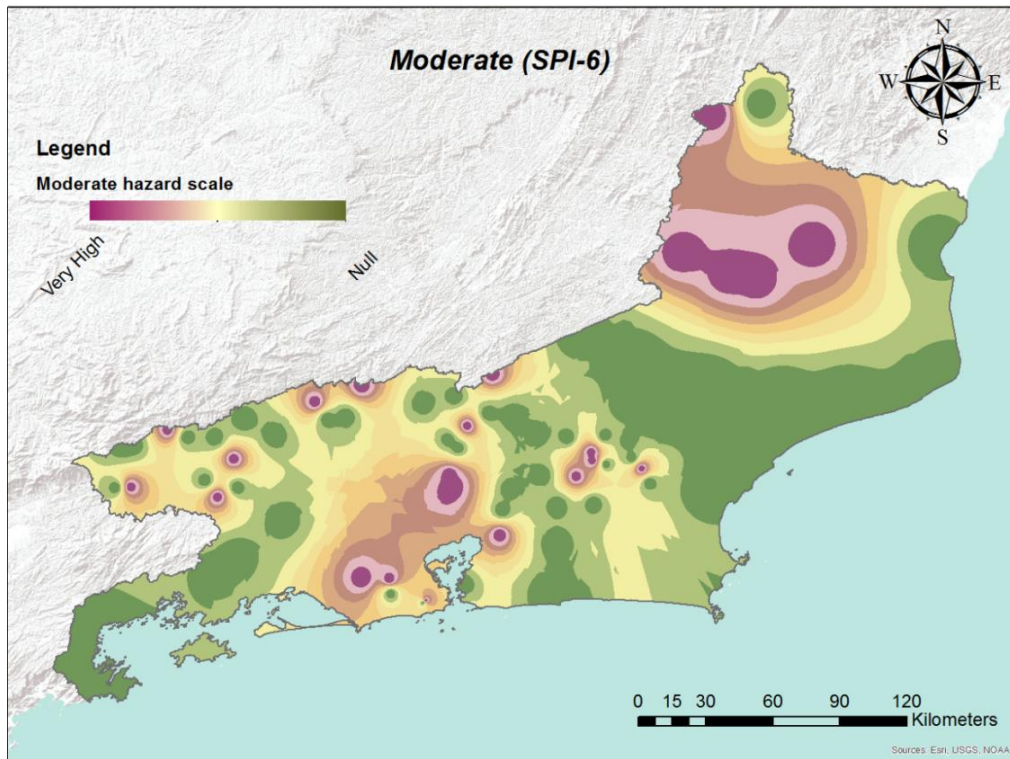 Moderate (SPI-6)
N
W E
S
Legend
Moderate hazard scale
Very High
Null
0 15 30 60 90 120
Kilometers
Sources: Esri, USGS, NOAA